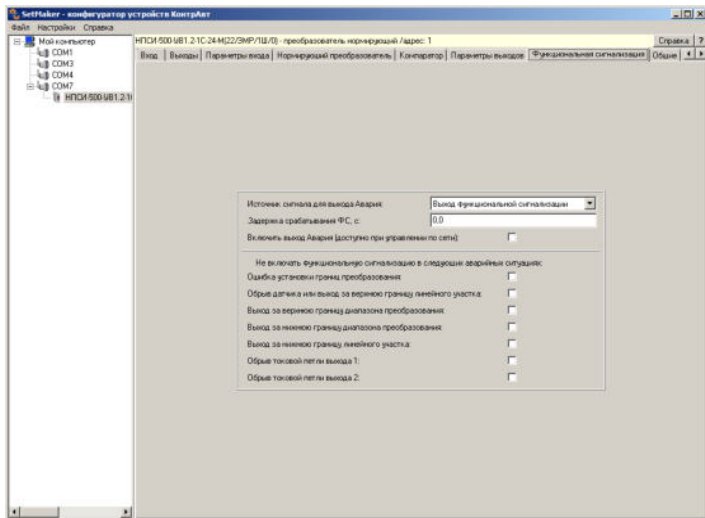 SetMaker - конфигуратор устройств КонтрАвт
Файл Настройки Справка
Мой компьютер
COM1
COM3
COM4
COM7
НПСИ-500-УВ1.2-1
НПСИ-500-УВ1.2-1С-24-М(22/ЭМР/1Ш/0) - преобразователь нормирующий /адрес: 1
Справка ?
Вход Выходы Параметры входа Нормирующий преобразователь Компаратор Параметры выходов Функциональная сигнализация Общие
Источник сигнала для выхода Авария: Выход функциональной сигнализации
Задержка срабатывания ФС, с: 0,0
Включить выход Авария (доступно при управлении по сети):
Не включать функциональную сигнализацию в следующих аварийных ситуациях:
Ошибка установки границ преобразования:
Обрыв датчика или выход за верхнюю границу линейного участка:
Выход за верхнюю границу диапазона преобразования:
Выход за нижнюю границу диапазона преобразования:
Выход за нижнюю границу линейного участка:
Обрыв токовой петли выхода 1:
Обрыв токовой петли выхода 2: